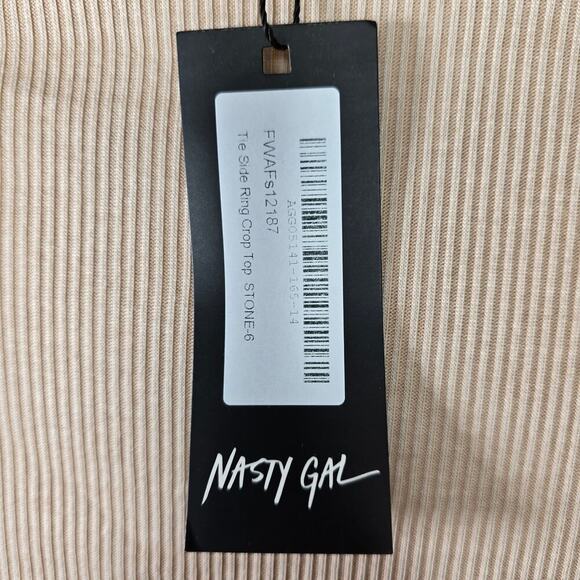 AGG05141-165-14
FWAFs12187
Tie Side Ring Crop Top STONE-6
NASTY GAL